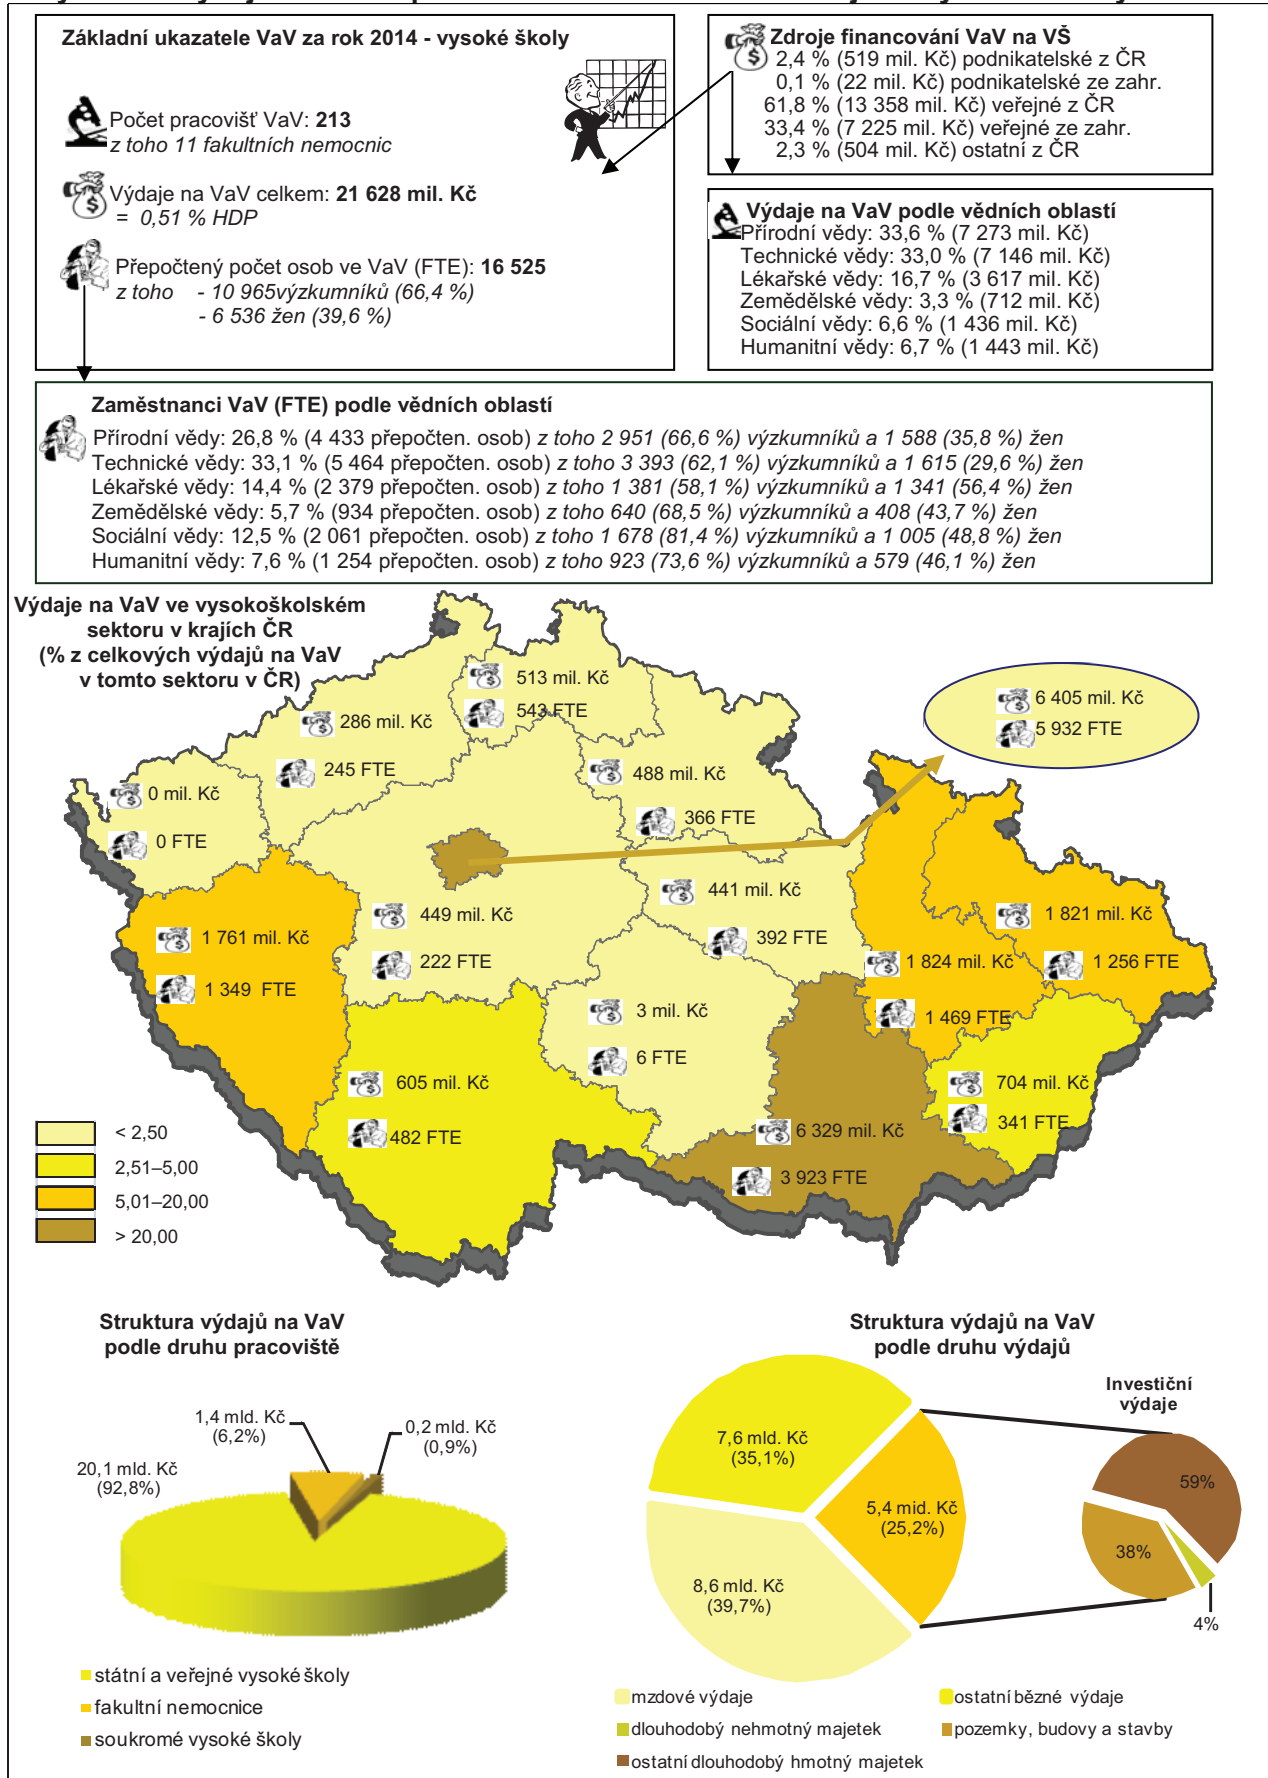 Základní ukazatele VaV za rok 2014 - vysoké školy
Počet pracovišť VaV: 213
z toho 11 fakultních nemocnic
Výdaje na VaV celkem: 21 628 mil. Kč
= 0,51 % HDP
Přepočtený počet osob ve VaV (FTE): 16 525
z toho - 10 965výzkumníků (66,4 %)
- 6 536 žen (39,6 %)
Zdroje financování VaV na VŠ
2,4 % (519 mil. Kč) podnikatelské z ČR
0,1 % (22 mil. Kč) podnikatelské ze zahr.
61,8 % (13 358 mil. Kč) veřejné z ČR
33,4 % (7 225 mil. Kč) veřejné ze zahr.
2,3 % (504 mil. Kč) ostatní z ČR
Výdaje na VaV podle vědních oblastí
Přírodní vědy: 33,6 % (7 273 mil. Kč)
Technické vědy: 33,0 % (7 146 mil. Kč)
Lékařské vědy: 16,7 % (3 617 mil. Kč)
Zemědělské vědy: 3,3 % (712 mil. Kč)
Sociální vědy: 6,6 % (1 436 mil. Kč)
Humanitní vědy: 6,7 % (1 443 mil. Kč)
Zaměstnanci VaV (FTE) podle vědních oblastí
Přírodní vědy: 26,8 % (4 433 přepočten. osob) z toho 2 951 (66,6 %) výzkumníků a 1 588 (35,8 %) žen
Technické vědy: 33,1 % (5 464 přepočten. osob) z toho 3 393 (62,1 %) výzkumníků a 1 615 (29,6 %) žen
Lékařské vědy: 14,4 % (2 379 přepočten. osob) z toho 1 381 (58,1 %) výzkumníků a 1 341 (56,4 %) žen
Zemědělské vědy: 5,7 % (934 přepočten. osob) z toho 640 (68,5 %) výzkumníků a 408 (43,7 %) žen
Sociální vědy: 12,5 % (2 061 přepočten. osob) z toho 1 678 (81,4 %) výzkumníků a 1 005 (48,8 %) žen
Humanitní vědy: 7,6 % (1 254 přepočten. osob) z toho 923 (73,6 %) výzkumníků a 579 (46,1 %) žen
Výdaje na VaV ve vysokoškolském
sektoru v krajích ČR
(% z celkových výdajů na VaV
v tomto sektoru v ČR)
513 mil. Kč
543 FTE
6 405 mil. Kč
5 932 FTE
286 mil. Kč
245 FTE
488 mil. Kč
366 FTE
0 mil. Kč
0 FTE
441 mil. Kč
392 FTE
449 mil. Kč
222 FTE
1 821 mil. Kč
1 256 FTE
1 761 mil. Kč
1 349 FTE
1 824 mil. Kč
1 469 FTE
3 mil. Kč
6 FTE
605 mil. Kč
482 FTE
704 mil. Kč
341 FTE
6 329 mil. Kč
3 923 FTE
< 2,50
2,51–5,00
5,01–20,00
> 20,00
Struktura výdajů na VaV
podle druhu pracoviště
1,4 mld. Kč
(6,2%)
0,2 mld. Kč
(0,9%)
20,1 mld. Kč
(92,8%)
státní a veřejné vysoké školy
fakultní nemocnice
soukromé vysoké školy
Struktura výdajů na VaV
podle druhu výdajů
Investiční
výdaje
7,6 mld. Kč
(35,1%)
5,4 mld. Kč
(25,2%)
8,6 mld. Kč
(39,7%)
59%
38%
4%
mzdové výdaje
ostatní běžné výdaje
dlouhodobý nehmotný majetek
pozemky, budovy a stavby
ostatní dlouhodobý hmotný majetek